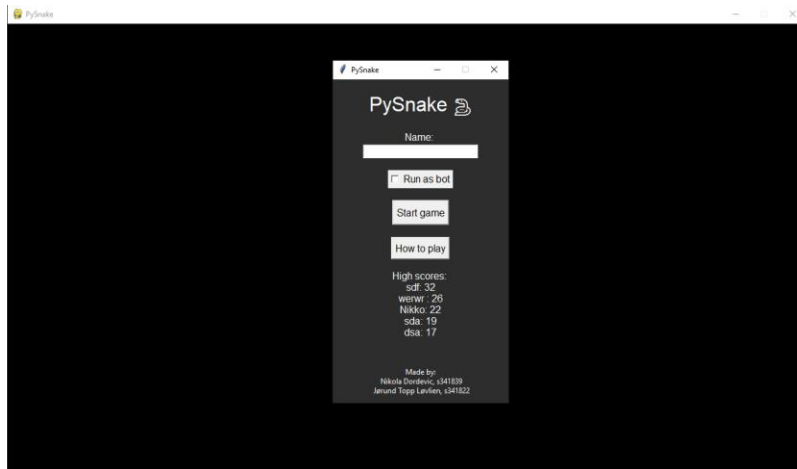 PySnake
PySnake
PySnake
Name:
Run as bot
Start game
How to play
High scores:
sdf: 32
werwr : 26
Nikko: 22
sda: 19
dsa: 17
Made by:
Nikola Dordevic, s341839
Jørund Topp Løvlien, s341822